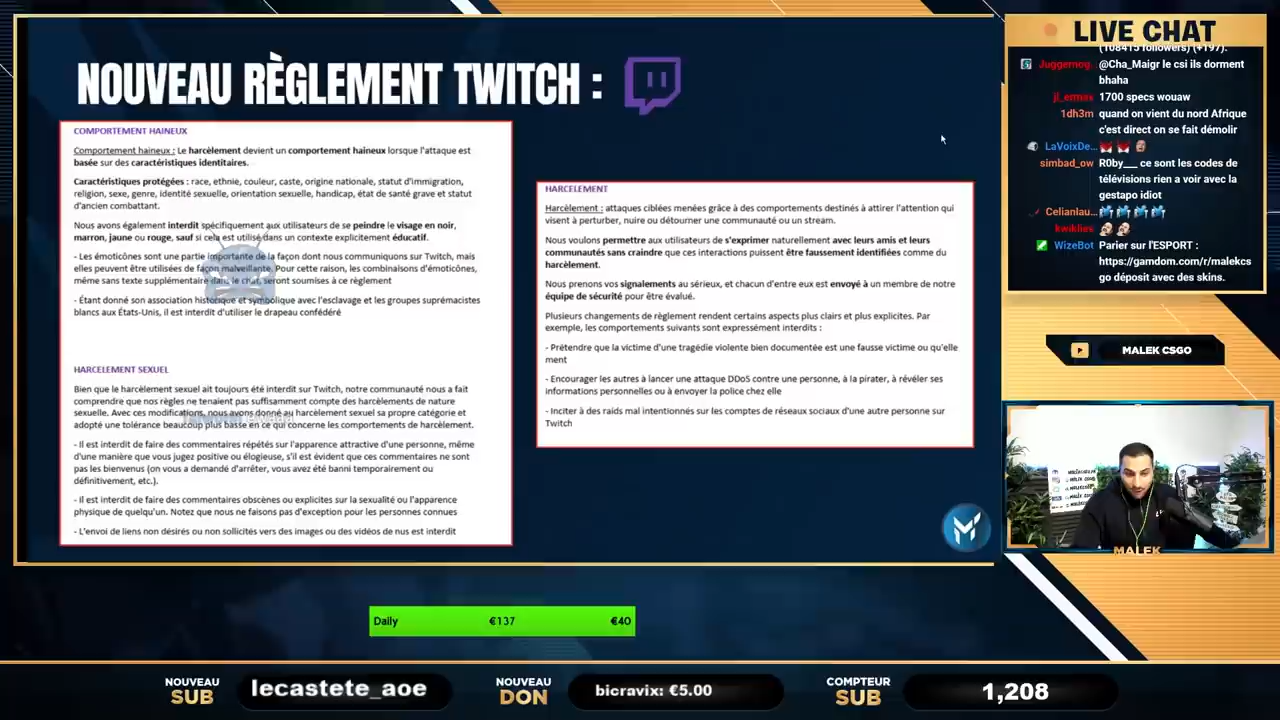 NOUVEAU RÈGLEMENT TWITCH :
COMPORTEMENT HAINEUX
Comportement haineux : Le harcèlement devient un comportement haineux lorsque l'attaque est
basée sur des caractéristiques identitaires.
Caractéristiques protégées : race, ethnie, couleur, caste, origine nationale, statut d'immigration,
religion, sexe, genre, identité sexuelle, orientation sexuelle, handicap, état de santé grave et statut
d'ancien combattant.
Nous avons également interdit spécifiquement aux utilisateurs de se peindre le visage en noir,
marron, jaune ou rouge, sauf si cela est utilisé dans un contexte explicitement éducatif.
- Les émoticônes sont une partie importante de la façon dont nous communiquons sur Twitch, mais
elles peuvent être utilisées de façon malveillante. Pour cette raison, les combinaisons d'émoticônes,
même sans texte supplémentaire dans le chat, seront soumises à ce règlement
- Étant donné son association historique et symbolique avec l'esclavage et les groupes suprémacistes
blancs aux États-Unis, il est interdit d'utiliser le drapeau confédéré
HARCELEMENT SEXUEL
Bien que le harcèlement sexuel ait toujours été interdit sur Twitch, notre communauté nous a fait
comprendre que nos règles ne tenaient pas suffisamment compte des harcèlements de nature
sexuelle. Avec ces modifications, nous avons donné au harcèlement sexuel sa propre catégorie et
adopté une tolérance beaucoup plus basse en ce qui concerne les comportements de harcèlement.
- Il est interdit de faire des commentaires répétés sur l'apparence attractive d'une personne, même
d'une manière que vous jugez positive ou élogieuse, s'il est évident que ces commentaires ne sont
pas les bienvenus (on vous a demandé d'arrêter, vous avez été banni temporairement ou
définitivement, etc.).
- Il est interdit de faire des commentaires obscènes ou explicites sur la sexualité ou l'apparence
physique de quelqu'un. Notez que nous ne faisons pas d'exception pour les personnes connues
- L'envoi de liens non désirés ou non sollicités vers des images ou des vidéos de nus est interdit
HARCELEMENT
Harcèlement : attaques ciblées menées grâce à des comportements destinés à attirer l'attention qui
visent à perturber, nuire ou détourner une communauté ou un stream.
Nous voulons permettre aux utilisateurs de s'exprimer naturellement avec leurs amis et leurs
communautés sans craindre que ces interactions puissent être faussement identifiées comme du
harcèlement.
Nous prenons vos signalements au sérieux, et chacun d'entre eux est envoyé à un membre de notre
équipe de sécurité pour être évalué.
Plusieurs changements de règlement rendent certains aspects plus clairs et plus explicites. Par
exemple, les comportements suivants sont expressément interdits :
- Prétendre que la victime d'une tragédie violente bien documentée est une fausse victime ou qu'elle
ment
- Encourager les autres à lancer une attaque DDoS contre une personne, à la pirater, à révéler ses
informations personnelles ou à envoyer la police chez elle
- Inciter à des raids mal intentionnés sur les comptes de réseaux sociaux d'une autre personne sur
Twitch
LIVE CHAT
(108415 followers) (+197).
Juggernog @Cha_Maigr le csi ils dorment
bhaha
1700 specs wouaw
1dh3m quand on vient du nord Afrique
c'est direct on se fait démolir
LaVoixDe...
simbad_ow R0by___ ce sont les codes de
télévisions rien a voir avec la
gestapo idiot
Celianlau...
kwikliax
WizeBot Parier sur l'ESPORT :
https://gamdom.com/r/malekcs
go déposit avec des skins.
MALEK CSGO
MALEK
Daily €137 €40
NOUVEAU
SUB
lecastete_aoe
NOUVEAU
DON
bicravix: €5.00
COMPTEUR
SUB
1,208